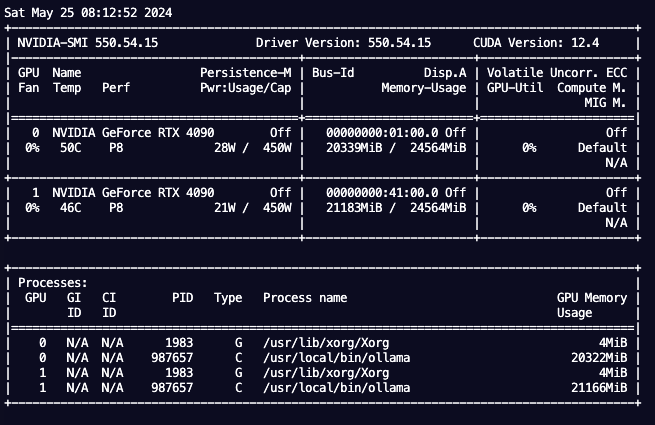 Sat May 25 08:12:52 2024
NVIDIA-SMI 550.54.15 Driver Version: 550.54.15 CUDA Version: 12.4
GPU Name Persistence-M | Bus-Id Disp.A | Volatile Uncorr. ECC
Fan Temp Perf Pwr:Usage/Cap | Memory-Usage | GPU-Util Compute M.
MIG M.
0 NVIDIA GeForce RTX 4090 Off | 00000000:01:00.0 Off | Off
0% 50C P8 28W / 450W | 20339MiB / 24564MiB | 0% Default
N/A
1 NVIDIA GeForce RTX 4090 Off | 00000000:41:00.0 Off | Off
0% 46C P8 21W / 450W | 21183MiB / 24564MiB | 0% Default
N/A
Processes:
GPU GI CI PID Type Process name GPU Memory
ID ID Usage
0 N/A N/A 1983 G /usr/lib/xorg/Xorg 4MiB
0 N/A N/A 987657 C /usr/local/bin/ollama 20322MiB
1 N/A N/A 1983 G /usr/lib/xorg/Xorg 4MiB
1 N/A N/A 987657 C /usr/local/bin/ollama 21166MiB